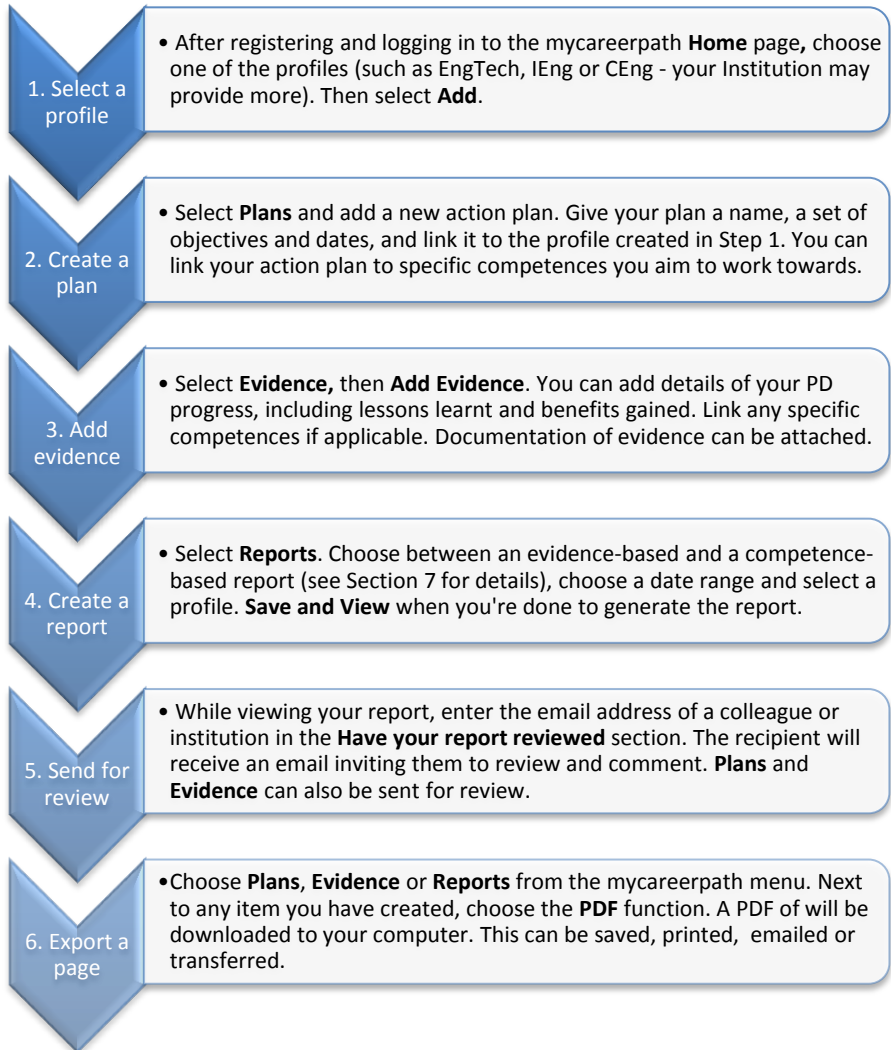 1. Select a
profile
• After registering and logging in to the mycareerpath Home page, choose
one of the profiles (such as EngTech, IEng or CEng - your Institution may
provide more). Then select Add.
2. Create a
plan
• Select Plans and add a new action plan. Give your plan a name, a set of
objectives and dates, and link it to the profile created in Step 1. You can
link your action plan to specific competences you aim to work towards.
3. Add
evidence
• Select Evidence, then Add Evidence. You can add details of your PD
progress, including lessons learnt and benefits gained. Link any specific
competences if applicable. Documentation of evidence can be attached.
4. Create a
report
• Select Reports. Choose between an evidence-based and a competence-
based report (see Section 7 for details), choose a date range and select a
profile. Save and View when you're done to generate the report.
5. Send for
review
• While viewing your report, enter the email address of a colleague or
institution in the Have your report reviewed section. The recipient will
receive an email inviting them to review and comment. Plans and
Evidence can also be sent for review.
6. Export a
page
•Choose Plans, Evidence or Reports from the mycareerpath menu. Next
to any item you have created, choose the PDF function. A PDF of will be
downloaded to your computer. This can be saved, printed, emailed or
transferred.